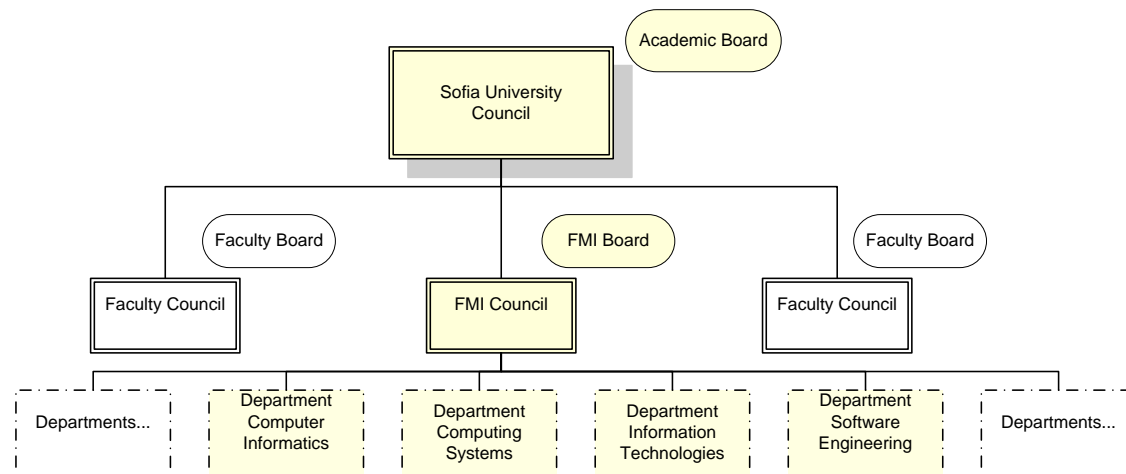 Academic Board
Sofia University
Council
Faculty Board
FMI Board
Faculty Board
Faculty Council
FMI Council
Faculty Council
Departments...
Department
Computer
Informatics
Department
Computing
Systems
Department
Information
Technologies
Department
Software
Engineering
Departments...